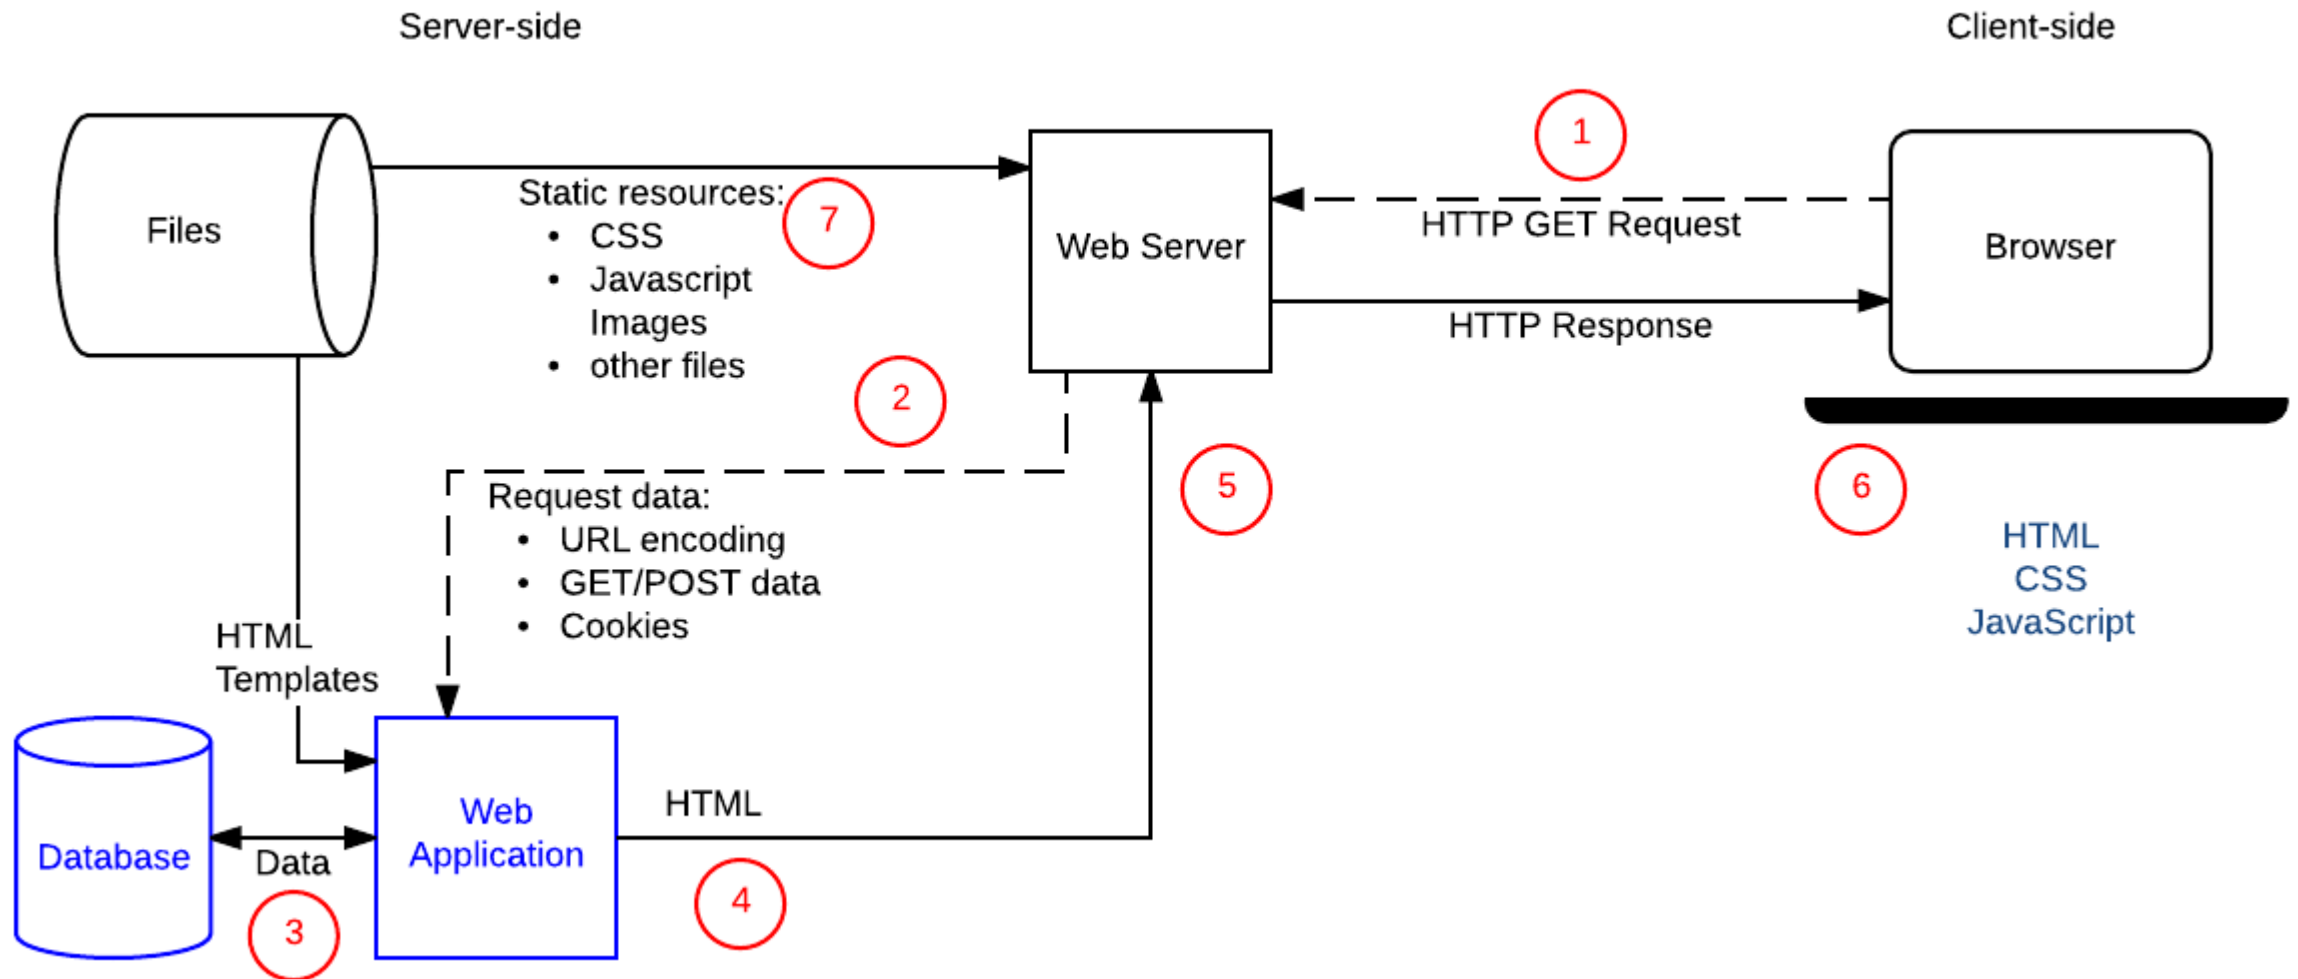 Server-side
Client-side
Files
Static resources:
• CSS
• Javascript
Images
• other files
7
Web Server
1
HTTP GET Request
HTTP Response
Browser
2
Request data:
• URL encoding
• GET/POST data
• Cookies
5
6
HTML
CSS
JavaScript
HTML
Templates
Database
Data
3
Web
Application
HTML
4